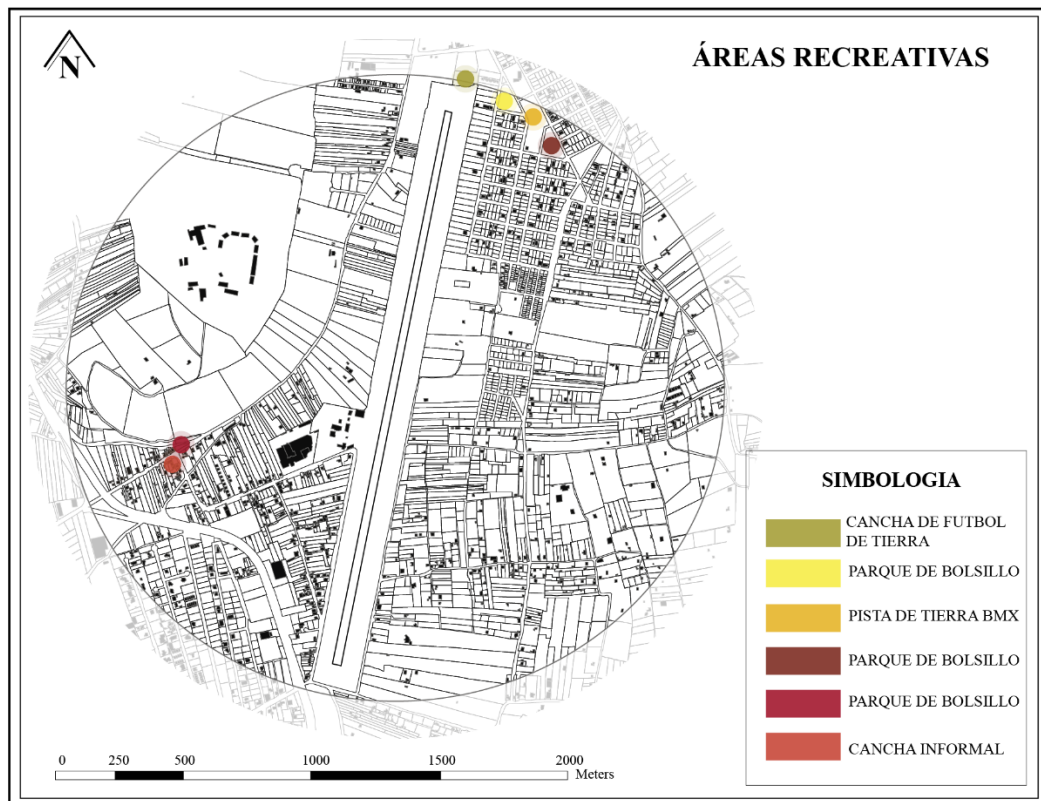 N
ÁREAS RECREATIVAS
SIMBOLOGIA
CANCHA DE FUTBOL
DE TIERRA
PARQUE DE BOLSILLO
PISTA DE TIERRA BMX
PARQUE DE BOLSILLO
PARQUE DE BOLSILLO
CANCHA INFORMAL
0 250 500 1000 1500 2000
Meters